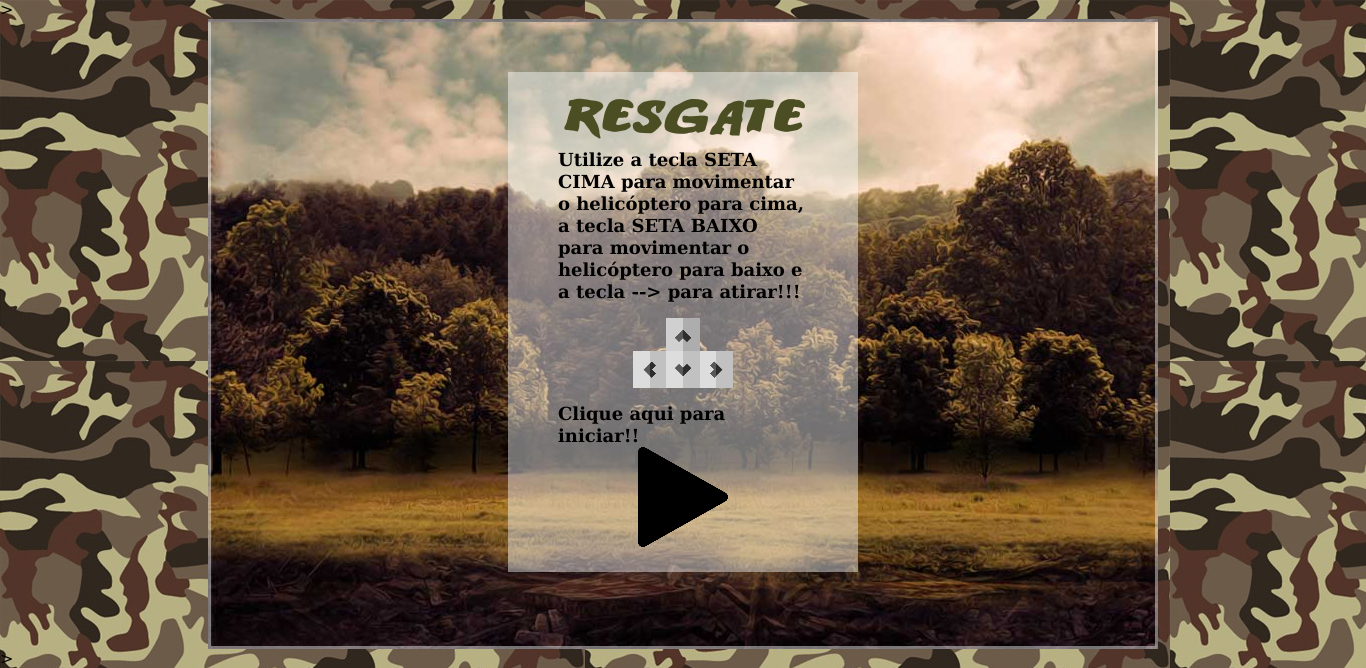 >
RESGATE
Utilize a tecla SETA
CIMA para movimentar
o helicóptero para cima,
a tecla SETA BAIXO
para movimentar o
helicóptero para baixo e
a tecla --> para atirar!!!
Clique aqui para
iniciar!!
>